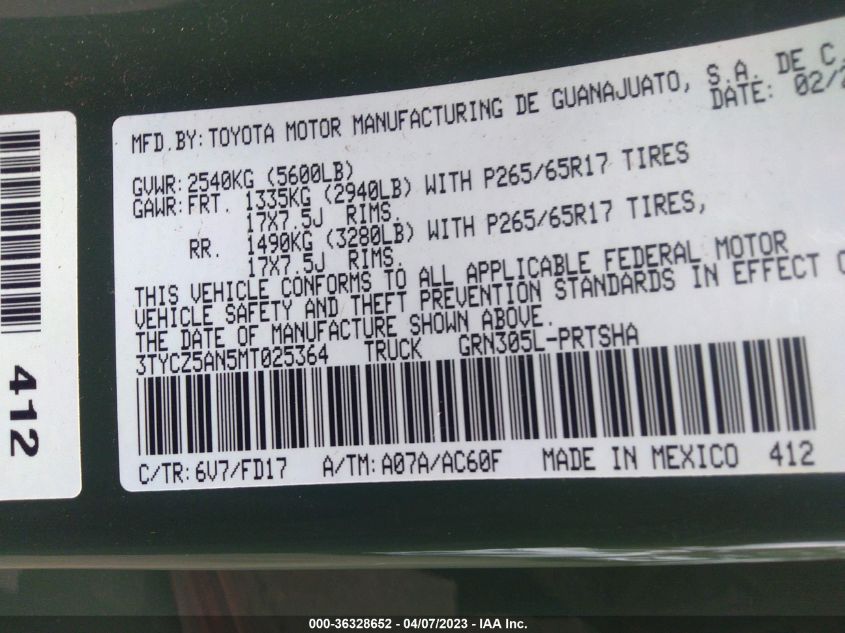 MFD.BY:TOYOTA MOTOR MANUFACTURING DE GUANAJUATO, S.A. DE C.
DATE: 02/2
GVWR:2540KG (5600LB)
GAWR:FRT. 1335KG (2940LB) WITH P265/65R17 TIRES
17X7.5J RIMS.
RR. 1490KG (3280LB) WITH P265/65R17 TIRES,
17X7.5J RIMS.
THIS VEHICLE CONFORMS TO ALL APPLICABLE FEDERAL MOTOR
VEHICLE SAFETY AND THEFT PREVENTION STANDARDS IN EFFECT O
THE DATE OF MANUFACTURE SHOWN ABOVE.
3TYCZ5AN5MT025364 TRUCK GRN305L-PRTSHA
C/TR:6V7/FD17 A/TM:A07A/AC60F MADE IN MEXICO 412
412
000-36328652 - 04/07/2023 - IAA Inc.